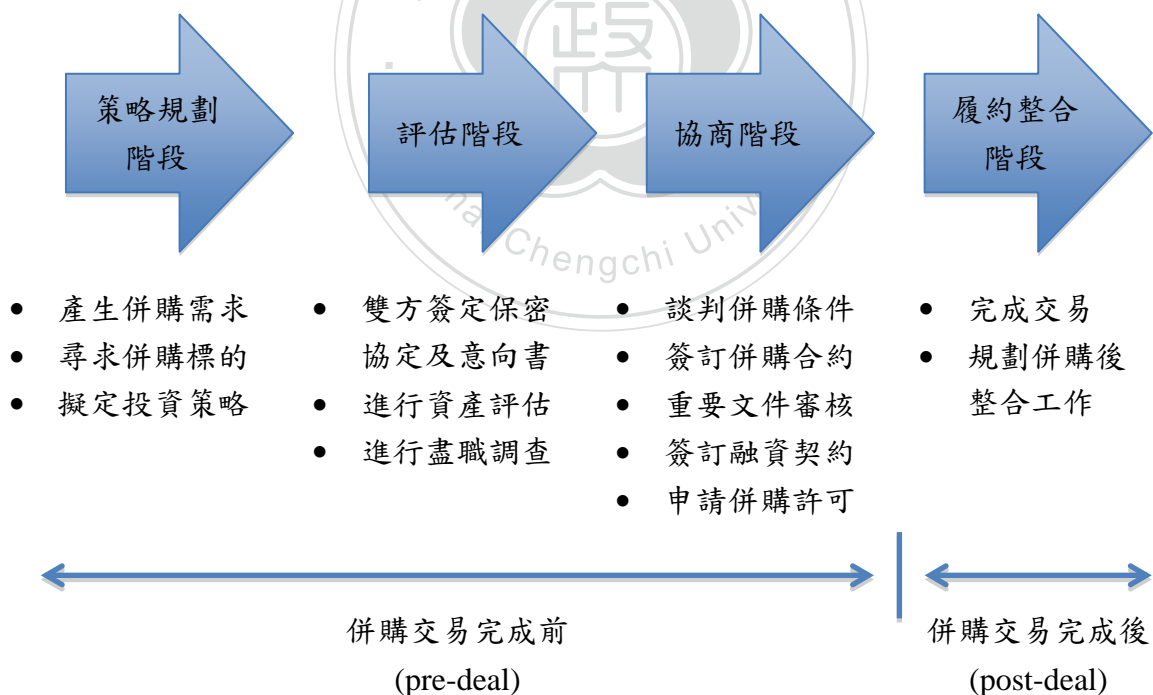 策略規劃
階段
評估階段
協商階段
履約整合
階段
政
Chengchi Univ
• 產生併購需求
• 尋求併購標的
• 擬定投資策略
• 雙方簽定保密
協定及意向書
• 進行資產評估
• 進行盡職調查
• 談判併購條件
• 簽訂併購合約
• 重要文件審核
• 簽訂融資契約
• 申請併購許可
• 完成交易
• 規劃併購後
整合工作
併購交易完成前
(pre-deal)
併購交易完成後
(post-deal)